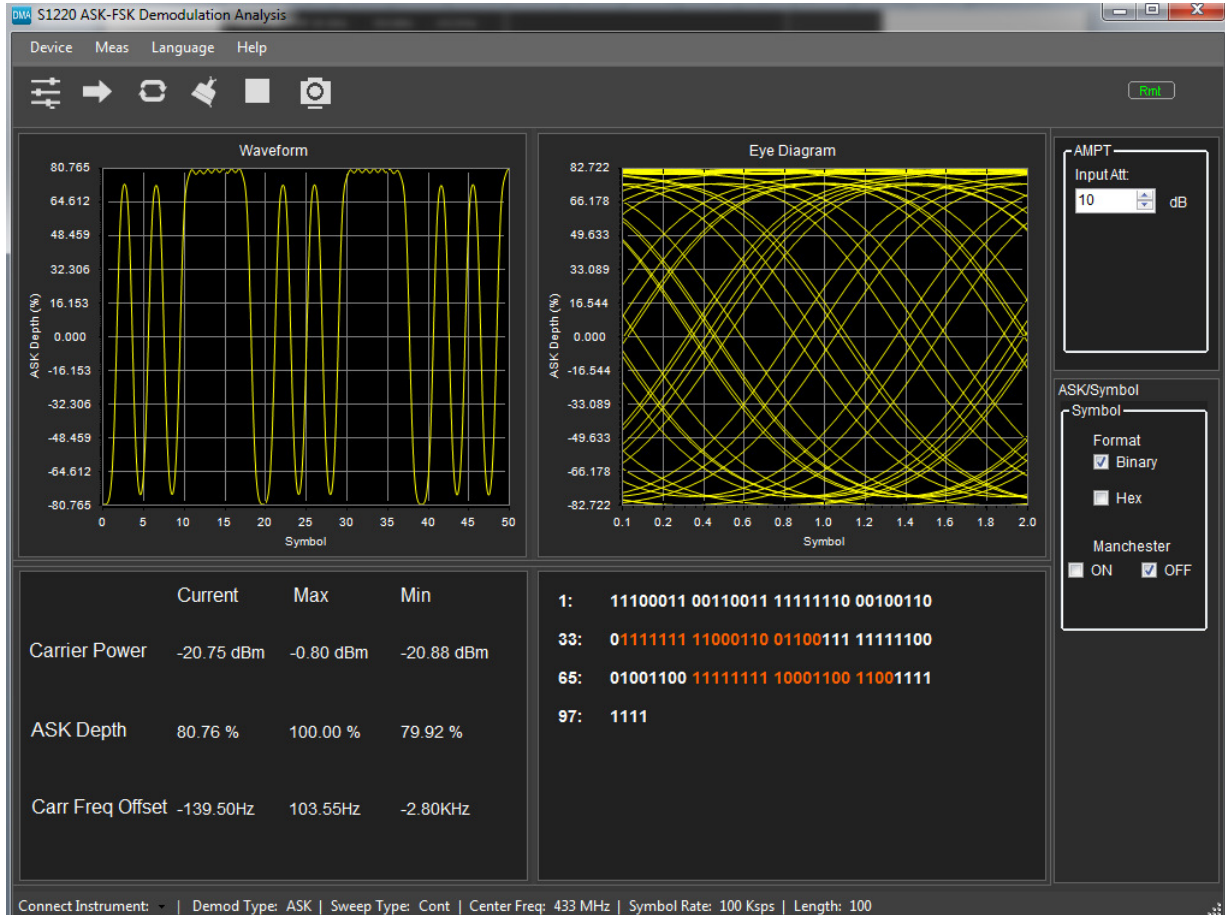 DMA S1220 ASK-FSK Demodulation Analysis
Device Meas Language Help
Rmt
Waveform
80.765
64.612
48.459
32.306
16.153
0.000
-16.153
-32.306
-48.459
-64.612
-80.765
ASK Depth (%)
0 5 10 15 20 25 30 35 40 45 50
Symbol
Eye Diagram
82.722
66.178
49.633
33.089
16.544
0.000
-16.544
-33.089
-49.633
-66.178
-82.722
ASK Depth (%)
0.1 0.2 0.4 0.6 0.8 1.0 1.2 1.4 1.6 1.8 2.0
Symbol
AMPT
Input Att:
10 dB
ASK/Symbol
Symbol
Format
Binary
Hex
Manchester
ON OFF
Current Max Min
Carrier Power -20.75 dBm -0.80 dBm -20.88 dBm
ASK Depth 80.76 % 100.00 % 79.92 %
Carr Freq Offset -139.50Hz 103.55Hz -2.80KHz
1: 11100011 00110011 11111110 00100110
33: 01111111 11000110 01100111 11111100
65: 01001100 11111111 10001100 11001111
97: 1111
Connect Instrument: - | Demod Type: ASK | Sweep Type: Cont | Center Freq: 433 MHz | Symbol Rate: 100 Ksps | Length: 100